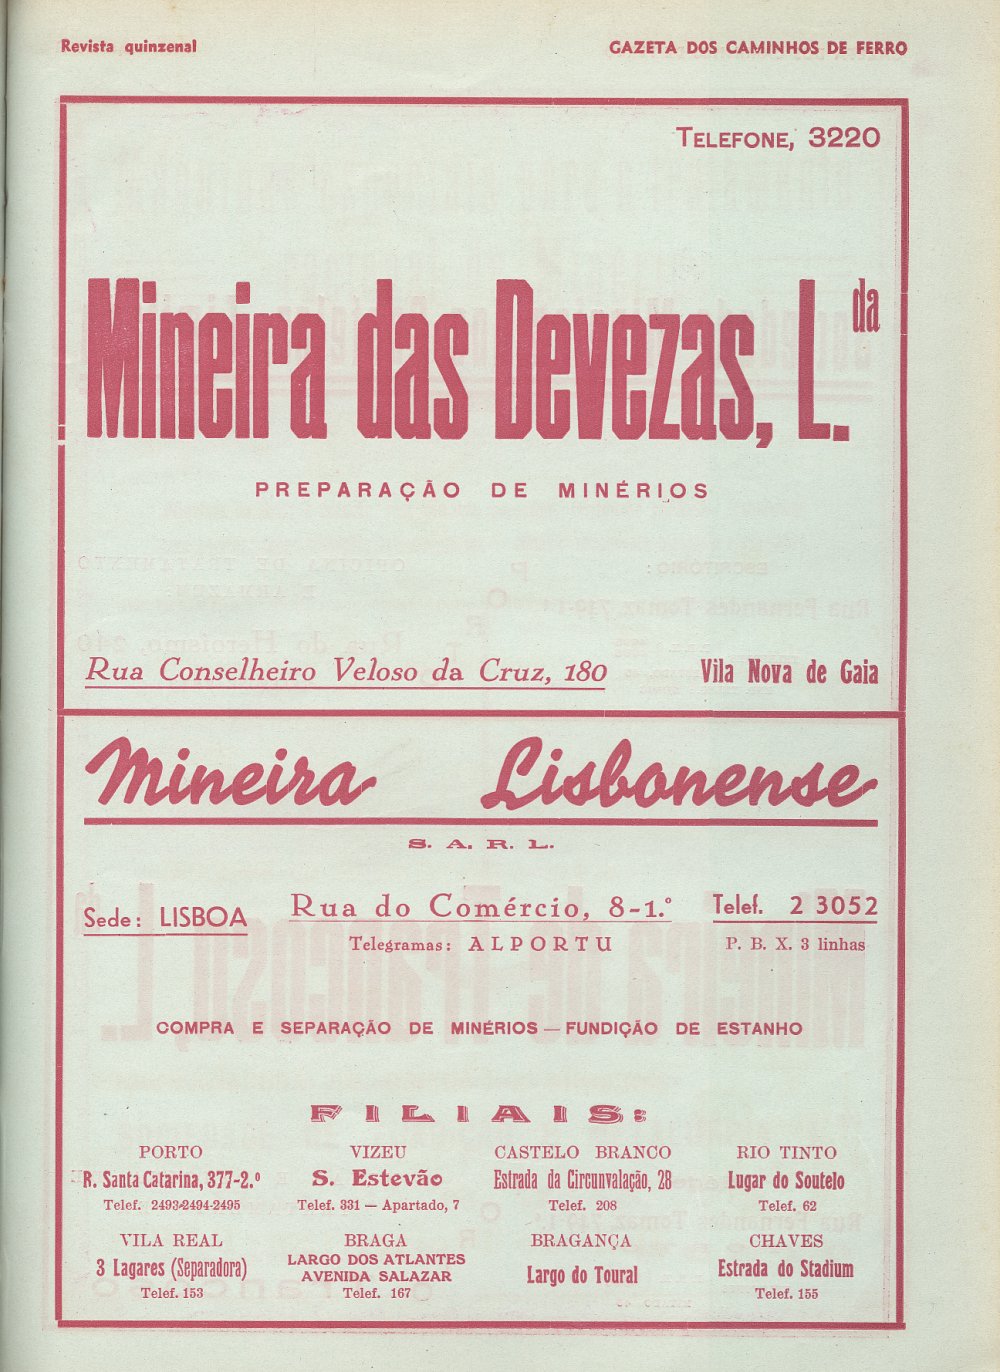 Revista quinzenal
GAZETA DOS CAMINHOS DE FERRO
TELEFONE, 3220
Mineira das Devezas, L.da
PREPARAÇÃO DE MINÉRIOS
Rua Conselheiro Veloso da Cruz, 180
Vila Nova de Gaia
Mineira Lisbonense
S. A. R. L.
Sede: LISBOA
Rua do Comércio, 8-1.º
Telef. 2 3052
Telegramas: ALPORTU
P. B. X. 3 linhas
COMPRA E SEPARAÇÃO DE MINÉRIOS — FUNDIÇÃO DE ESTANHO
FILIAIS:
PORTO
R. Santa Catarina, 377-2.º
Telef. 2493-2494-2495
VIZEU
S. Estevão
Telef. 331 — Apartado, 7
CASTELO BRANCO
Estrada da Circunvalação, 28
Telef. 208
RIO TINTO
Lugar do Soutelo
Telef. 62
VILA REAL
3 Lagares (Separadora)
Telef. 153
BRAGA
LARGO DOS ATLANTES
AVENIDA SALAZAR
Telef. 167
BRAGANÇA
Largo do Toural
CHAVES
Estrada do Stadium
Telef. 155